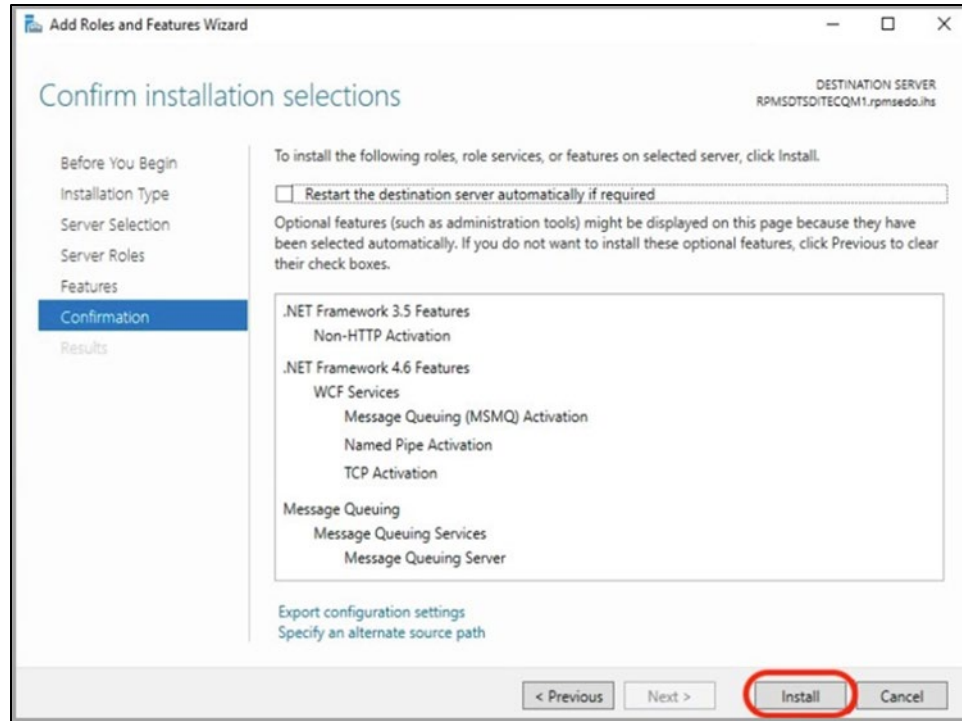 Add Roles and Features Wizard
Confirm installation selections
DESTINATION SERVER
RPMSDTSDITECQM1.rpmsedo.ihs
Before You Begin
Installation Type
Server Selection
Server Roles
Features
Confirmation
Results
To install the following roles, role services, or features on selected server, click Install.
Restart the destination server automatically if required
Optional features (such as administration tools) might be displayed on this page because they have
been selected automatically. If you do not want to install these optional features, click Previous to clear
their check boxes.
.NET Framework 3.5 Features
Non-HTTP Activation
.NET Framework 4.6 Features
WCF Services
Message Queuing (MSMQ) Activation
Named Pipe Activation
TCP Activation
Message Queuing
Message Queuing Services
Message Queuing Server
Export configuration settings
Specify an alternate source path
< Previous
Next >
Install
Cancel